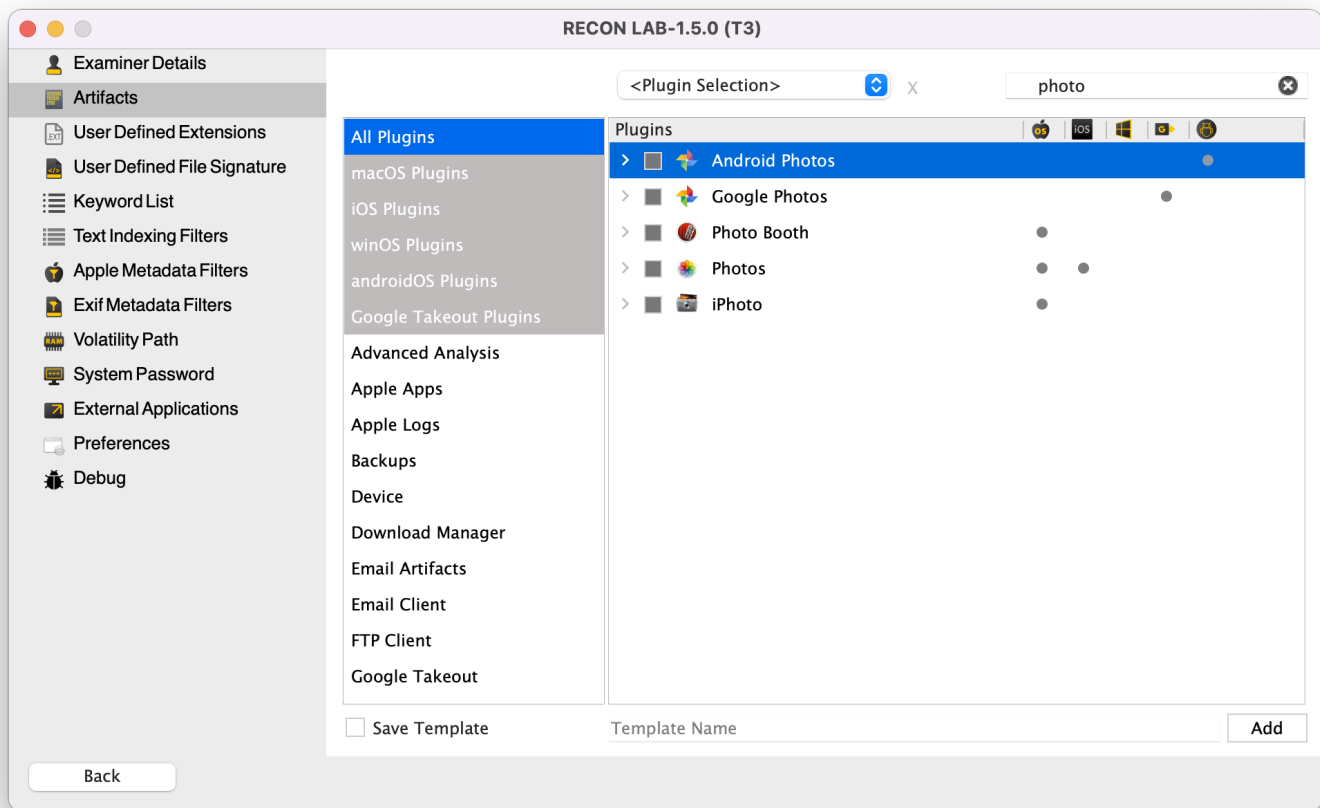 RECON LAB-1.5.0 (T3)
Examiner Details
Artifacts
User Defined Extensions
User Defined File Signature
Keyword List
Text Indexing Filters
Apple Metadata Filters
Exif Metadata Filters
Volatility Path
System Password
External Applications
Preferences
Debug
<Plugin Selection>
X
photo
All Plugins
macOS Plugins
iOS Plugins
winOS Plugins
androidOS Plugins
Google Takeout Plugins
Advanced Analysis
Apple Apps
Apple Logs
Backups
Device
Download Manager
Email Artifacts
Email Client
FTP Client
Google Takeout
Plugins
OS
iOS
G
Android Photos
Google Photos
Photo Booth
Photos
iPhoto
Save Template
Template Name
Add
Back
EXT
RAM